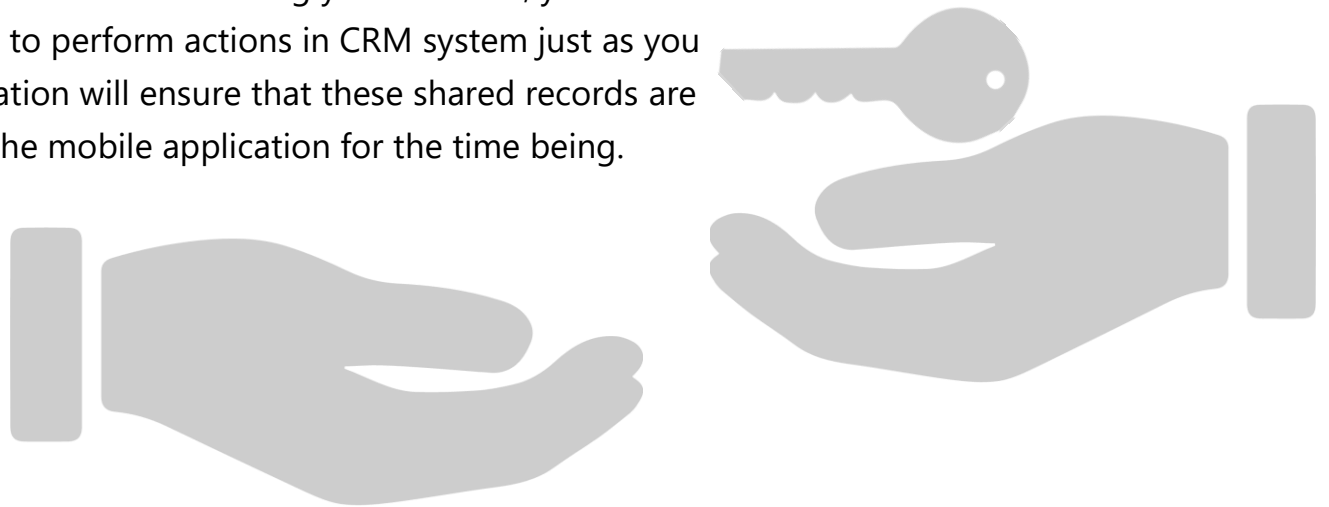 to perform actions in CRM system just as you
ation will ensure that these shared records are
he mobile application for the time being.